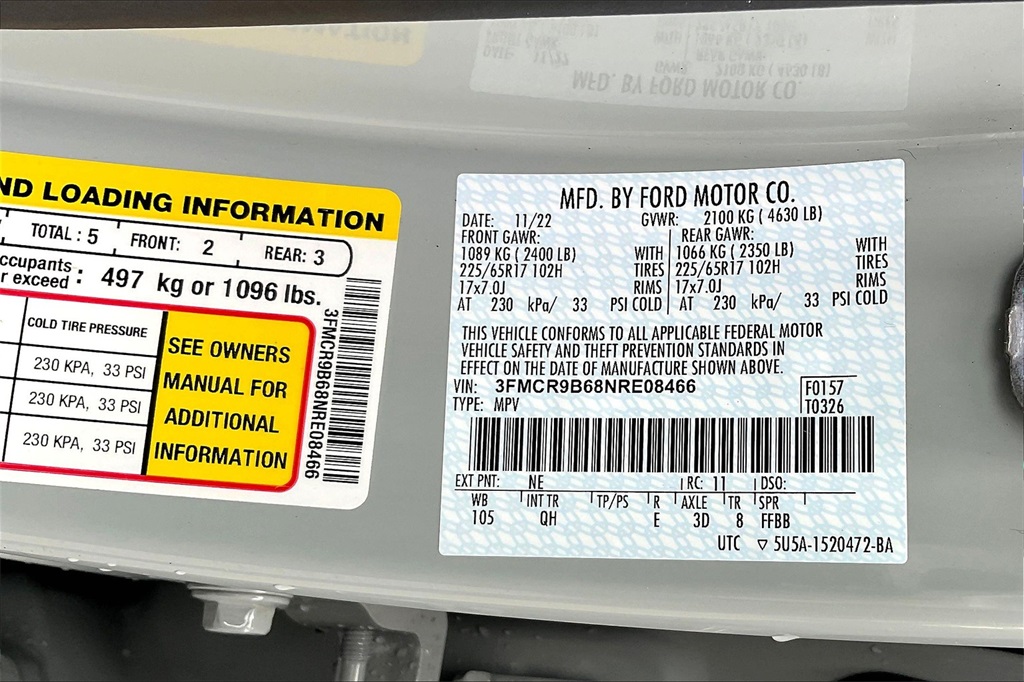 ND LOADING INFORMATION
TOTAL : 5 FRONT: 2 REAR: 3
ccupants
r exceed : 497 kg or 1096 lbs.
COLD TIRE PRESSURE
230 KPA, 33 PSI
230 KPA, 33 PSI
230 KPA, 33 PSI
SEE OWNERS
MANUAL FOR
ADDITIONAL
INFORMATION
3FMCR9B68NRE08466
MFD. BY FORD MOTOR CO.
DATE: 11/22 GVWR: 2100 KG ( 4630 LB)
FRONT GAWR: REAR GAWR:
1089 KG ( 2400 LB) WITH 1066 KG ( 2350 LB) WITH
225/65R17 102H TIRES 225/65R17 102H TIRES
17x7.0J RIMS 17x7.0J RIMS
AT 230 kPa/ 33 PSI COLD AT 230 kPa/ 33 PSI COLD
THIS VEHICLE CONFORMS TO ALL APPLICABLE FEDERAL MOTOR
VEHICLE SAFETY AND THEFT PREVENTION STANDARDS IN
EFFECT ON THE DATE OF MANUFACTURE SHOWN ABOVE.
VIN: 3FMCR9B68NRE08466 F0157
TYPE: MPV T0326
EXT PNT: NE RC: 11 DSO:
WB INT TR TP/PS R AXLE TR SPR
105 QH E 3D 8 FFBB
UTC ▽ 5U5A-1520472-BA